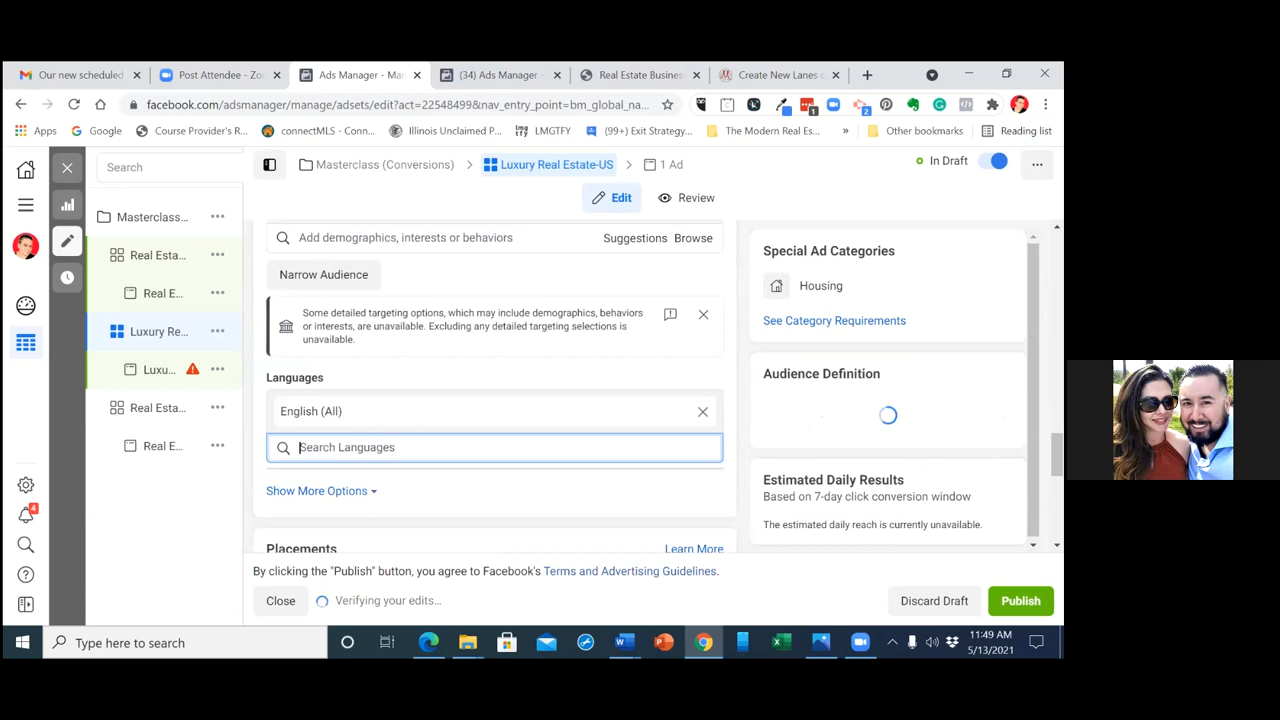 Our new scheduled
Post Attendee - Zo
Ads Manager - Ma
(34) Ads Manager -
Real Estate Busines
Create New Lanes
facebook.com/adsmanager/manage/adsets/edit?act=22548499&nav_entry_point=bm_global_na...
1
2
Apps
Google
Course Provider's R...
connectMLS - Conn...
Illinois Unclaimed P...
LMGTFY
(99+) Exit Strategy...
The Modern Real Es...
»
Other bookmarks
Reading list
Search
Masterclass (Conversions)
Luxury Real Estate-US
1 Ad
In Draft
Edit
Review
Masterclass...
Real Esta...
Real E...
Luxury Re...
Luxu...
Real Esta...
Real E...
4
Add demographics, interests or behaviors
Suggestions Browse
Narrow Audience
Some detailed targeting options, which may include demographics, behaviors
or interests, are unavailable. Excluding any detailed targeting selections is
unavailable.
Languages
English (All)
Search Languages
Show More Options
Placements
Learn More
Special Ad Categories
Housing
See Category Requirements
Audience Definition
Estimated Daily Results
Based on 7-day click conversion window
The estimated daily reach is currently unavailable.
By clicking the "Publish" button, you agree to Facebook's Terms and Advertising Guidelines.
Close
Verifying your edits...
Discard Draft
Publish
Type here to search
11:49 AM
5/13/2021